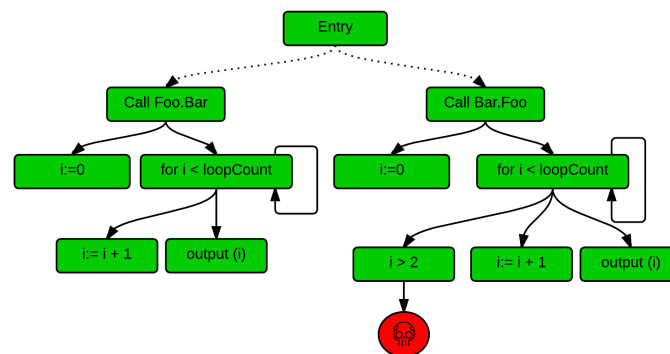 Entry
Call Foo.Bar
Call Bar.Foo
i:=0
for i < loopCount
i:=0
for i < loopCount
i:= i + 1
output (i)
i > 2
i:= i + 1
output (i)